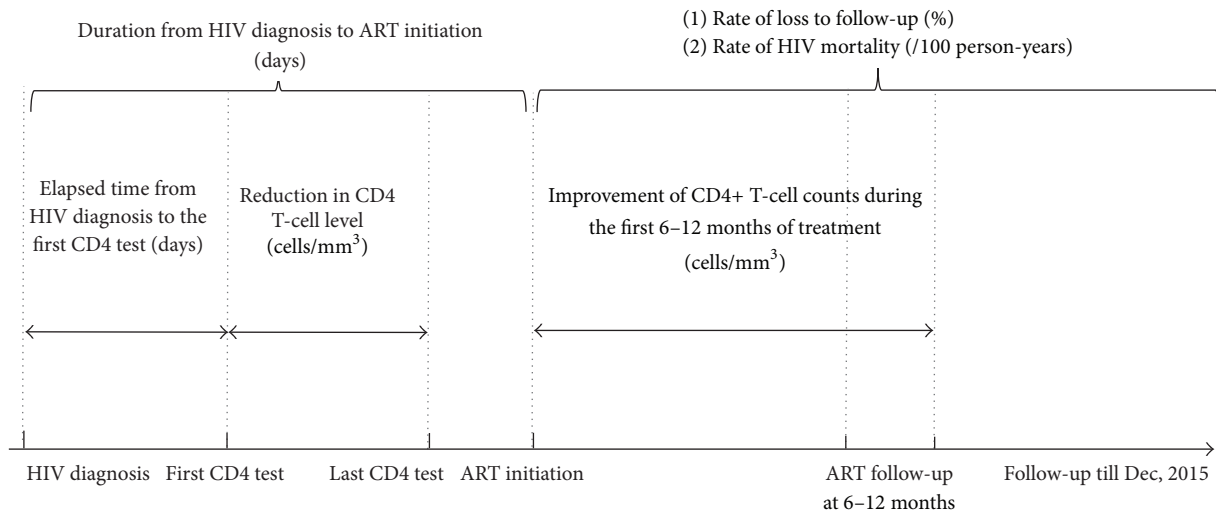 Duration from HIV diagnosis to ART initiation
(days)
(1) Rate of loss to follow-up (%)
(2) Rate of HIV mortality (/100 person-years)
Elapsed time from
HIV diagnosis to the
first CD4 test (days)
Reduction in CD4
T-cell level
(cells/mm³)
Improvement of CD4+ T-cell counts during
the first 6–12 months of treatment
(cells/mm³)
HIV diagnosis
First CD4 test
Last CD4 test
ART initiation
ART follow-up
at 6–12 months
Follow-up till Dec, 2015